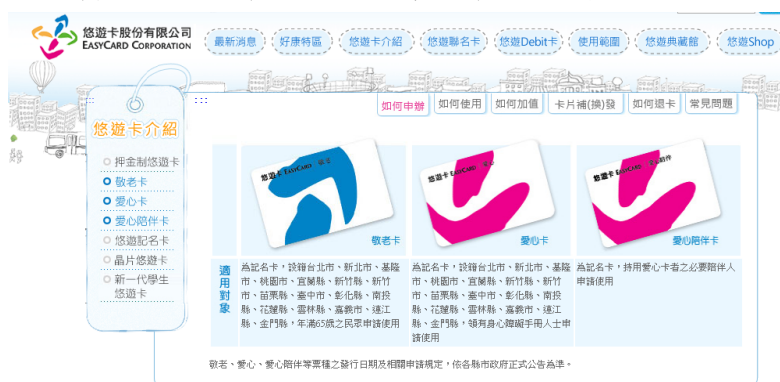 悠遊卡股份有限公司
EASYCARD CORPORATION
最新消息 好康特區 悠遊卡介紹 悠遊聯名卡 悠遊Debit卡 使用範圍 悠遊典藏館 悠遊Shop
悠遊卡介紹
押金制悠遊卡
敬老卡
愛心卡
愛心陪伴卡
悠遊記名卡
晶片悠遊卡
新一代學生
悠遊卡
如何申辦 如何使用 如何加值 卡片補(換)發 如何退卡 常見問題
悠遊卡 EASYCARD
敬老卡
悠遊卡 EASYCARD
愛心卡
悠遊卡 EASYCARD
愛心陪伴卡
適用對象
為記名卡，設籍台北市、新北市、基隆
市、桃園市、宜蘭縣、新竹縣、新竹
市、苗栗縣、臺中市、彰化縣、南投
縣、花蓮縣、雲林縣、嘉義市、連江
縣、金門縣，年滿65歲之民眾申請使用
為記名卡，設籍台北市、新北市、基隆
市、桃園市、宜蘭縣、新竹縣、新竹
市、苗栗縣、臺中市、彰化縣、南投
縣、花蓮縣、雲林縣、嘉義市、連江
縣、金門縣，領有身心障礙手冊人士申
請使用
為記名卡，持用愛心卡者之必要陪伴人
申請使用
敬老、愛心、愛心陪伴等票種之發行日期及相關申請規定，依各縣市政府正式公告為準。